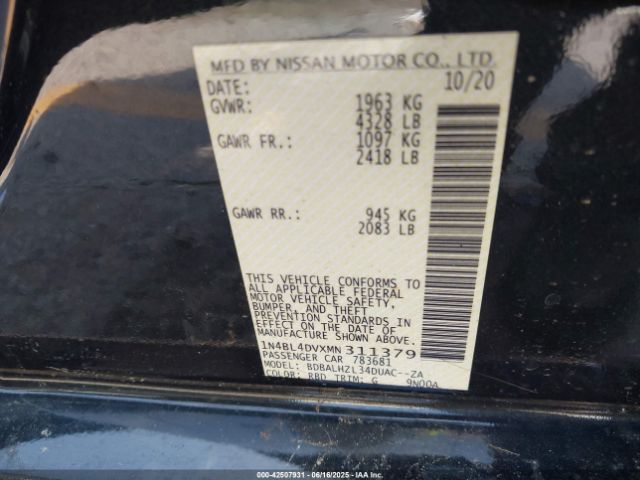 MFD BY NISSAN MOTOR CO., LTD.
DATE: 10/20
GVWR: 1963 KG
4328 LB
GAWR FR.: 1097 KG
2418 LB
GAWR RR.: 945 KG
2083 LB
THIS VEHICLE CONFORMS TO
ALL APPLICABLE FEDERAL
MOTOR VEHICLE SAFETY,
BUMPER, AND THEFT
PREVENTION STANDARDS IN
EFFECT ON THE DATE OF
MANUFACTURE SHOWN ABOVE.
1N4BL4DVXMN311379
PASSENGER CAR 783681
MODEL: BDBALHZL34DUAC--ZA
COLOR: RBD TRIM: G 9N00A
000-42507931 | 06/16/2025 | IAAI.COM